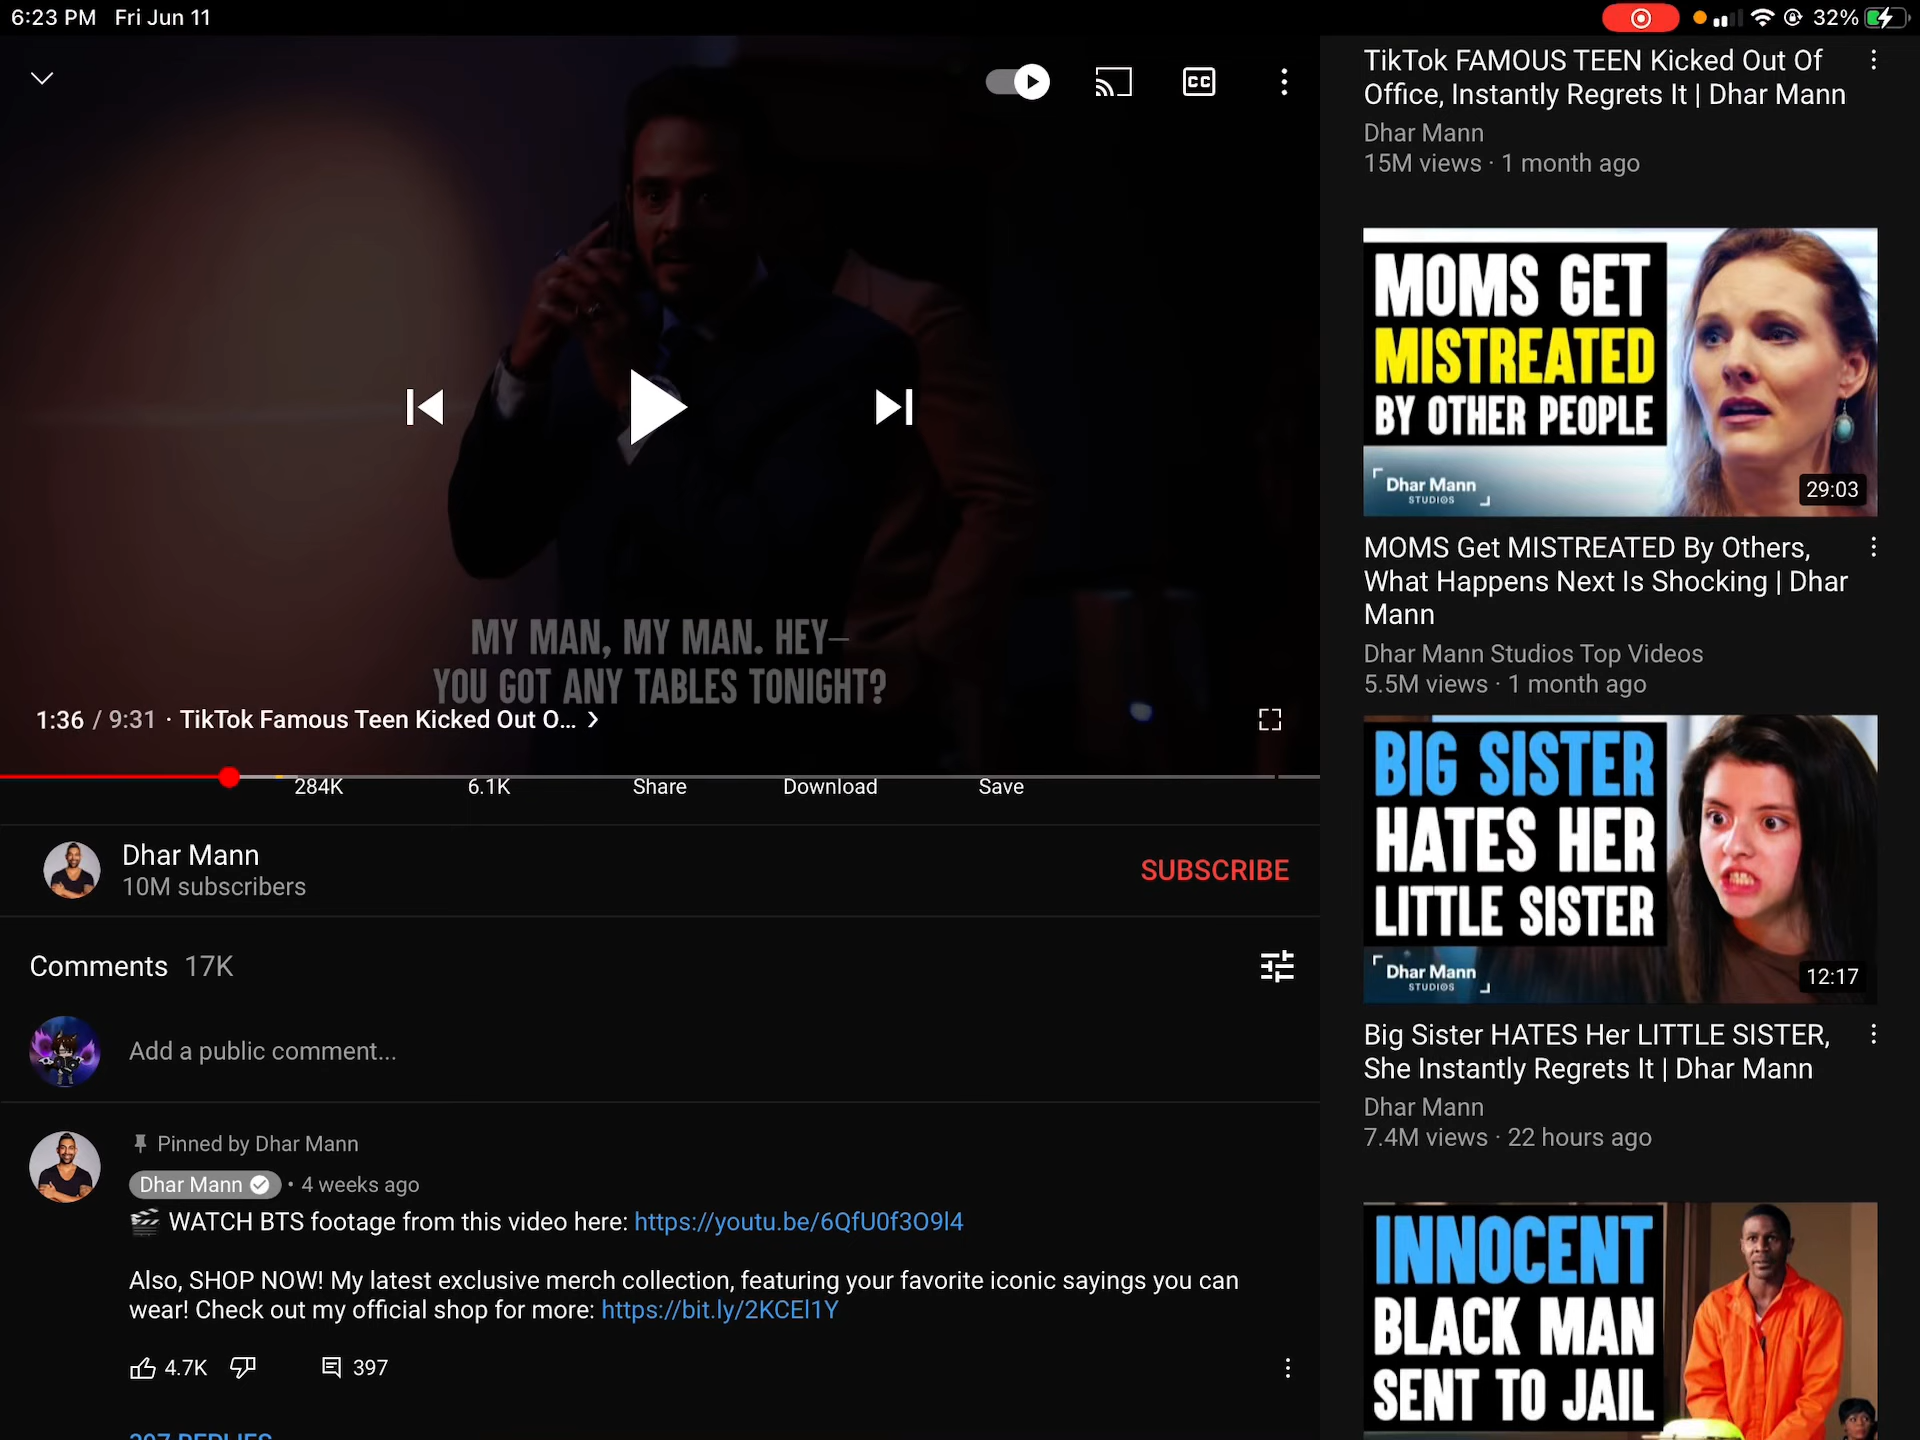 6:23 PM Fri Jun 11
32%
CC
MY MAN, MY MAN. HEY—
YOU GOT ANY TABLES TONIGHT?
1:36 / 9:31 · TikTok Famous Teen Kicked Out O...
284K 6.1K Share Download Save
Dhar Mann
10M subscribers
SUBSCRIBE
Comments 17K
Add a public comment...
Pinned by Dhar Mann
Dhar Mann • 4 weeks ago
WATCH BTS footage from this video here: https://youtu.be/6QfU0f3O9l4
Also, SHOP NOW! My latest exclusive merch collection, featuring your favorite iconic sayings you can
wear! Check out my official shop for more: https://bit.ly/2KCEl1Y
4.7K 397
397 REPLIES
TikTok FAMOUS TEEN Kicked Out Of
Office, Instantly Regrets It | Dhar Mann
Dhar Mann
15M views · 1 month ago
MOMS GET
MISTREATED
BY OTHER PEOPLE
Dhar Mann
STUDIOS
29:03
MOMS Get MISTREATED By Others,
What Happens Next Is Shocking | Dhar
Mann
Dhar Mann Studios Top Videos
5.5M views · 1 month ago
BIG SISTER
HATES HER
LITTLE SISTER
Dhar Mann
STUDIOS
12:17
Big Sister HATES Her LITTLE SISTER,
She Instantly Regrets It | Dhar Mann
Dhar Mann
7.4M views · 22 hours ago
INNOCENT
BLACK MAN
SENT TO JAIL